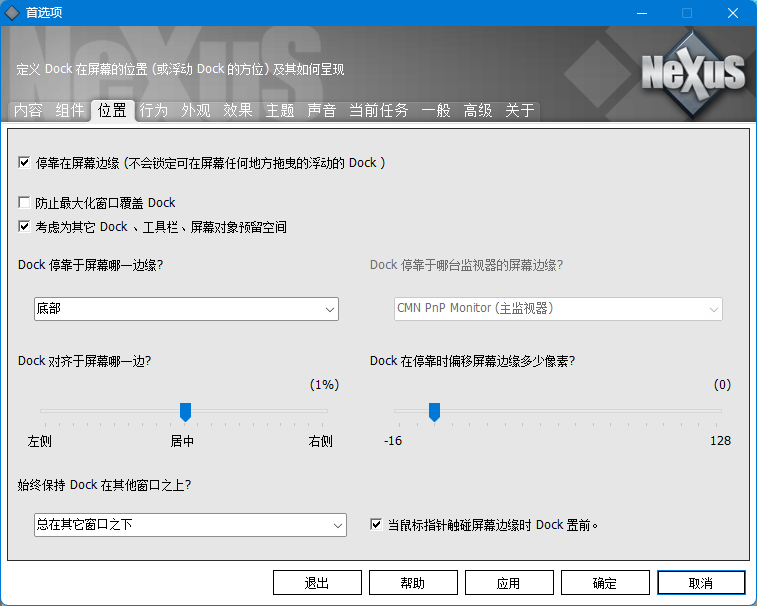 首选项
NeXuS
定义 Dock 在屏幕的位置 (或浮动 Dock 的方位) 及其如何呈现
NeXuS
内容 组件 位置 行为 外观 效果 主题 声音 当前任务 一般 高级 关于
停靠在屏幕边缘 (不会锁定可在屏幕任何地方拖曳的浮动的 Dock )
防止最大化窗口覆盖 Dock
考虑为其它 Dock 、工具栏、屏幕对象预留空间
Dock 停靠于屏幕哪一边缘?
Dock 停靠于哪台监视器的屏幕边缘?
底部
CMN PnP Monitor (主监视器)
Dock 对齐于屏幕哪一边?
Dock 在停靠时偏移屏幕边缘多少像素?
(1%)
(0)
左侧 居中 右侧
-16 128
始终保持 Dock 在其他窗口之上?
总在其它窗口之下
当鼠标指针触碰屏幕边缘时 Dock 置前。
退出 帮助 应用 确定 取消